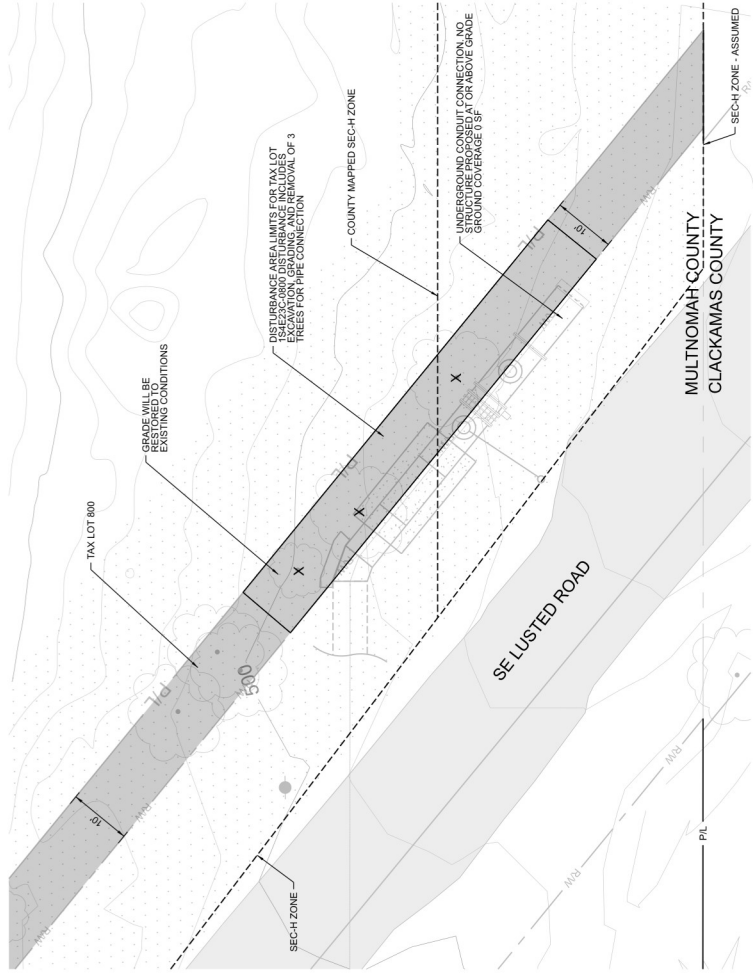 TAX LOT 800
GRADE WILL BE
RESTORED TO
EXISTING CONDITIONS
DISTURBANCE AREA LIMITS FOR TAX LOT
1S4E23C-0800 DISTURBANCE INCLUDES
EXCAVATION, GRADING, AND REMOVAL OF 3
TREES FOR PIPE CONNECTION
COUNTY MAPPED SEC-H ZONE
UNDERGROUND CONDUIT CONNECTION. NO
STRUCTURE PROPOSED AT OR ABOVE GRADE
GROUND COVERAGE 0 SF
SEC-H ZONE - ASSUMED
MULTNOMAH COUNTY
CLACKAMAS COUNTY
SE LUSTED ROAD
SEC-H ZONE
P/L
P/L
P/L
P/L
R/W
R/W
R/W
R/W
R/W
R/W
10'
10'
500
X
X
X